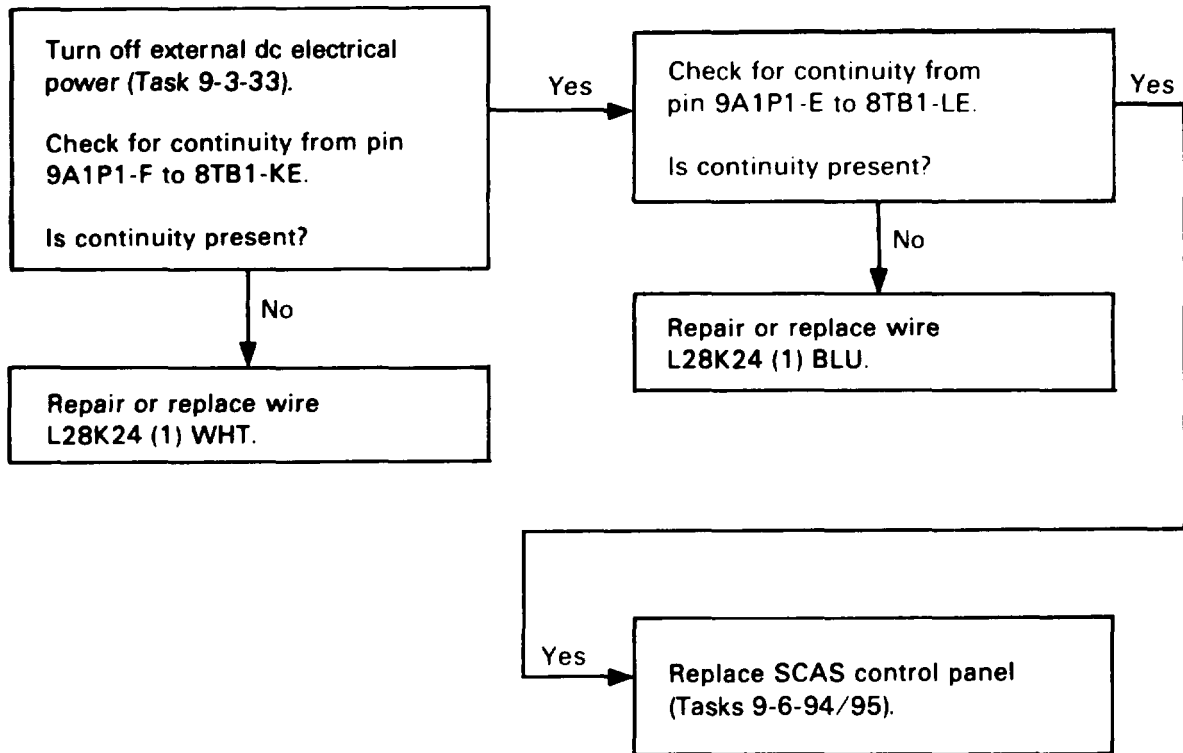 Turn off external dc electrical
power (Task 9-3-33).
Check for continuity from pin
9A1P1-F to 8TB1-KE.
Is continuity present?
Yes
No
Repair or replace wire
L28K24 (1) WHT.
Check for continuity from
pin 9A1P1-E to 8TB1-LE.
Is continuity present?
Yes
No
Repair or replace wire
L28K24 (1) BLU.
Yes
Replace SCAS control panel
(Tasks 9-6-94/95).